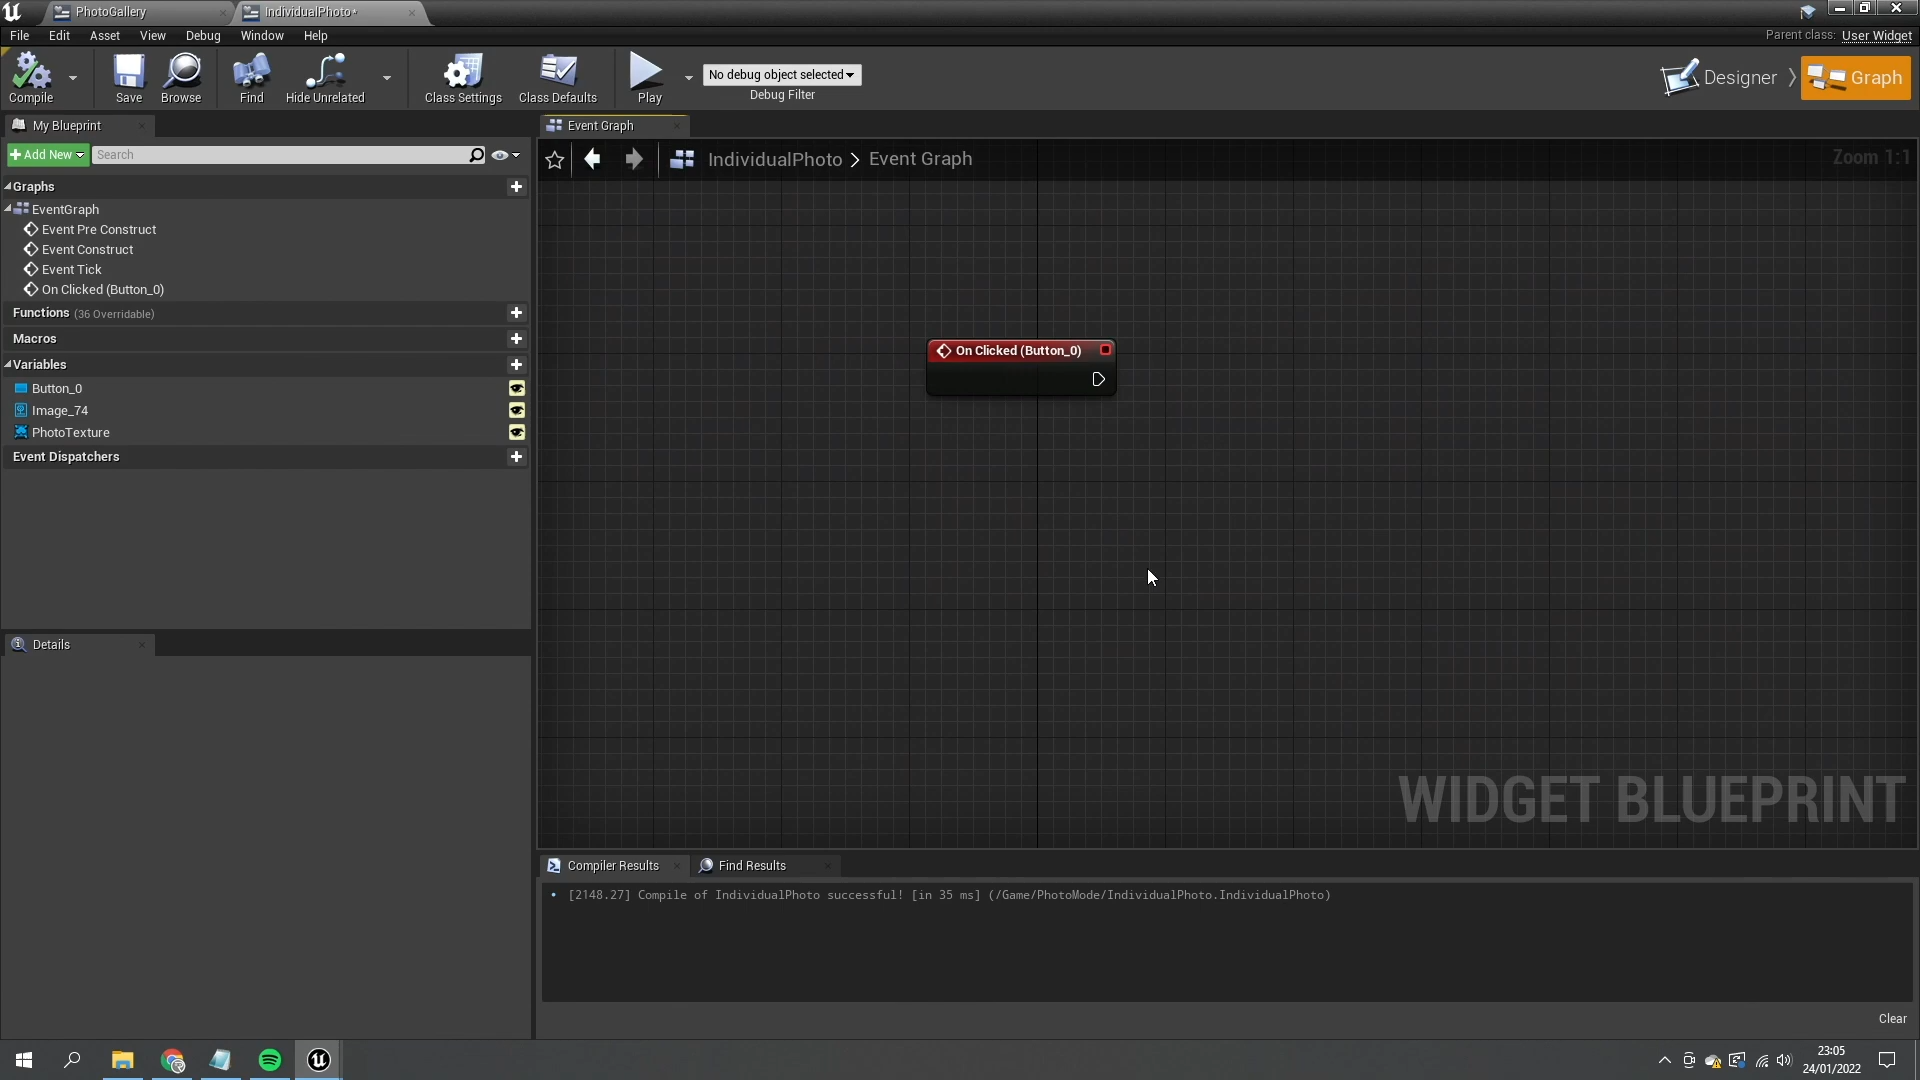 PhotoGallery
IndividualPhoto*
File Edit Asset View Debug Window Help
Parent class: User Widget
Compile
Save
Browse
Find
Hide Unrelated
Class Settings
Class Defaults
Play
No debug object selected
Debug Filter
Designer
Graph
My Blueprint
Add New
Search
Graphs
EventGraph
Event Pre Construct
Event Construct
Event Tick
On Clicked (Button_0)
Functions (36 Overridable)
Macros
Variables
Button_0
Image_74
PhotoTexture
Event Dispatchers
Details
Event Graph
IndividualPhoto > Event Graph
Zoom 1:1
On Clicked (Button_0)
WIDGET BLUEPRINT
Compiler Results
Find Results
[2148.27] Compile of IndividualPhoto successful! [in 35 ms] (/Game/PhotoMode/IndividualPhoto.IndividualPhoto)
Clear
23:05
24/01/2022